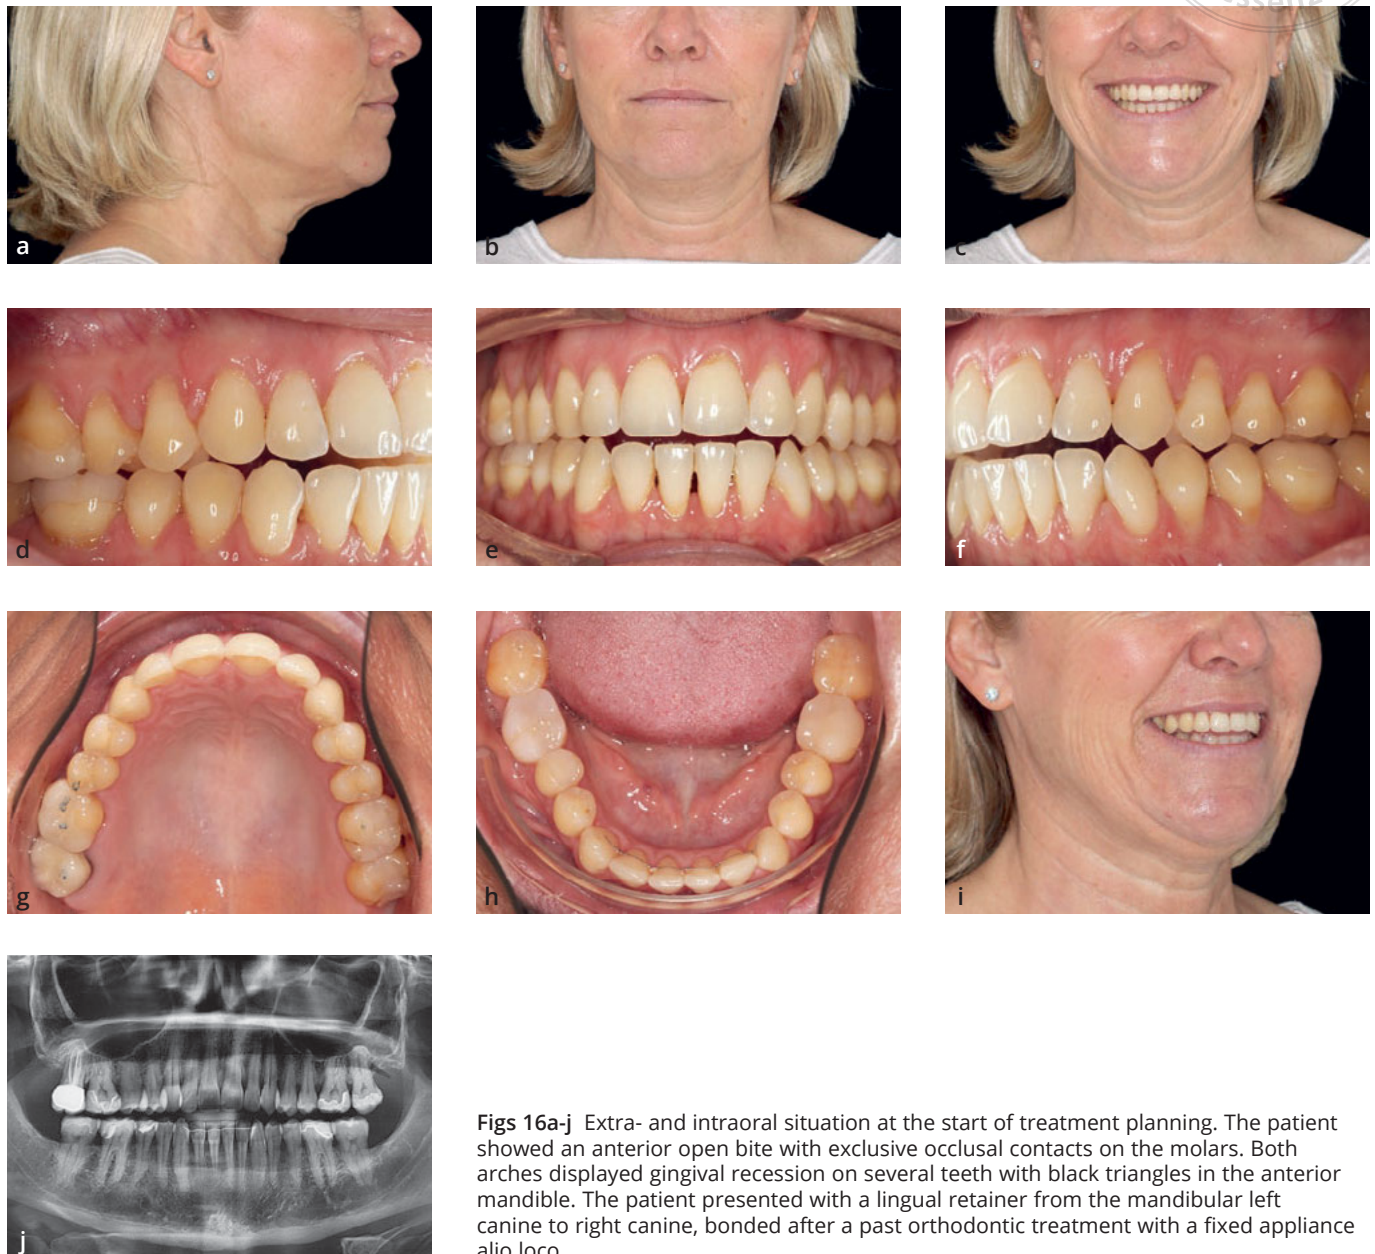 a
b
c
d
e
f
g
h
i
j
Figs 16a-j Extra- and intraoral situation at the start of treatment planning. The patient
showed an anterior open bite with exclusive occlusal contacts on the molars. Both
arches displayed gingival recession on several teeth with black triangles in the anterior
mandible. The patient presented with a lingual retainer from the mandibular left
canine to right canine, bonded after a past orthodontic treatment with a fixed appliance
alio loco.